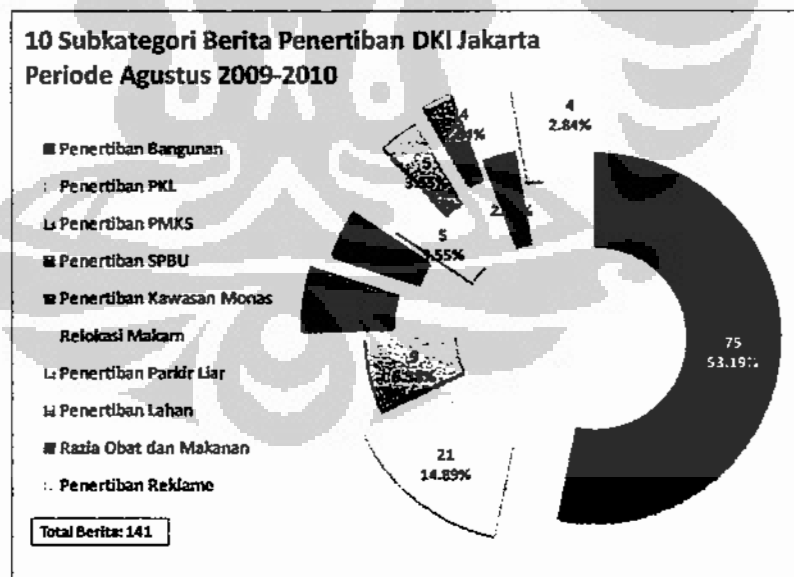 10 Subkategori Berita Penertiban DKI Jakarta
Periode Agustus 2009-2010
Penertiban Bangunan
Penertiban PKL
Penertiban PMKS
Penertiban SPBU
Penertiban Kawasan Monas
Relokasi Makam
Penertiban Parkir Liar
Penertiban Lahan
Razia Obat dan Makanan
Penertiban Reklame
Total Berita: 141
4
2.84%
4
5
3.55%
5
75
53.19%
9
21
14.89%